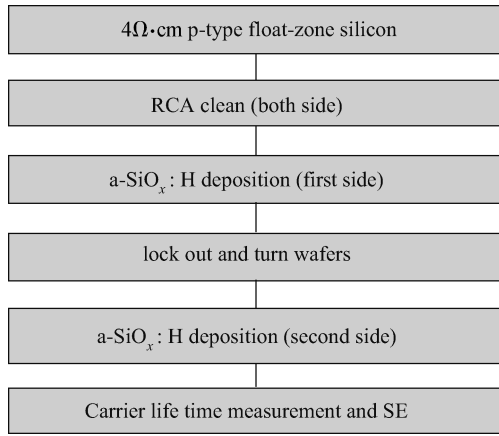 4Ω·cm p-type float-zone silicon
RCA clean (both side)
a-SiOₓ: H deposition (first side)
lock out and turn wafers
a-SiOₓ: H deposition (second side)
Carrier life time measurement and SE